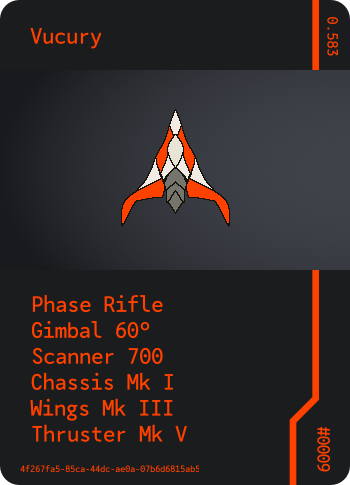 Vucury
0.583
Phase Rifle
Gimbal 60°
Scanner 700
Chassis Mk I
Wings Mk III
Thruster Mk V
4f267fa5-85ca-44dc-ae0a-07b6d6815ab5
#0009